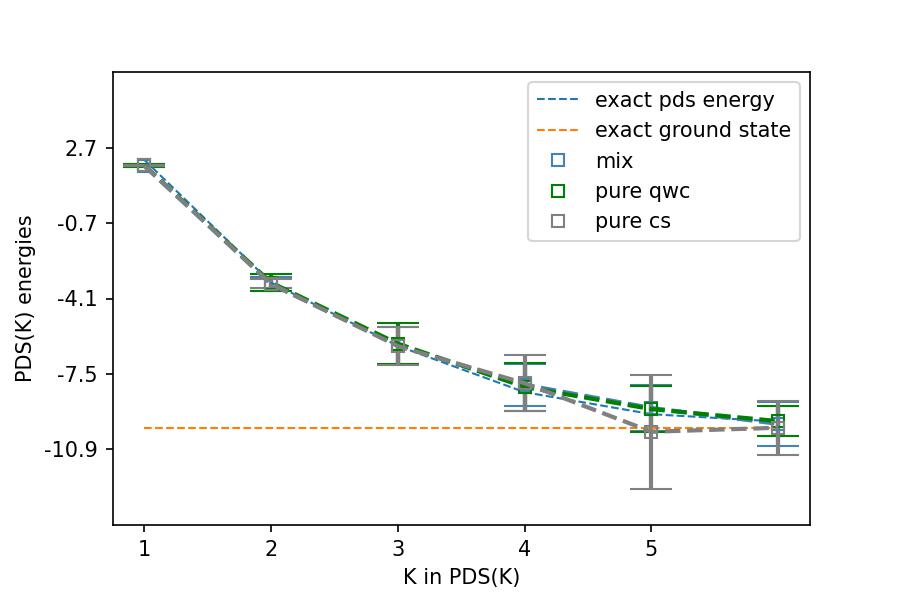 exact pds energy
exact ground state
mix
pure qwc
pure cs
PDS(K) energies
2.7
-0.7
-4.1
-7.5
-10.9
1 2 3 4 5
K in PDS(K)